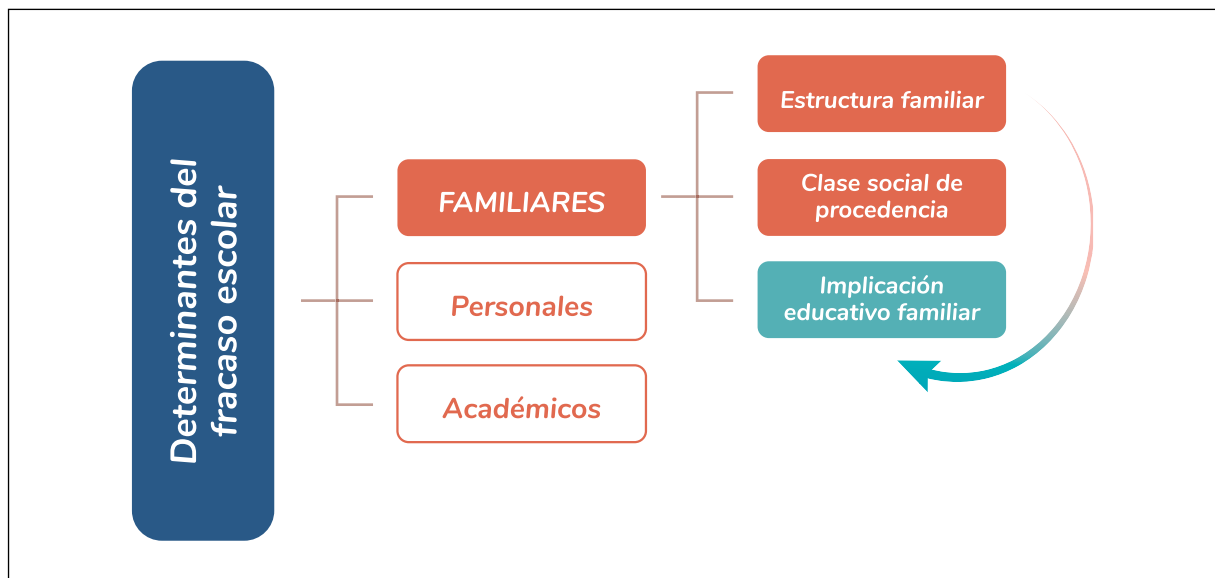 Determinantes del
fracaso escolar
FAMILIARES
Personales
Académicos
Estructura familiar
Clase social de
procedencia
Implicación
educativo familiar